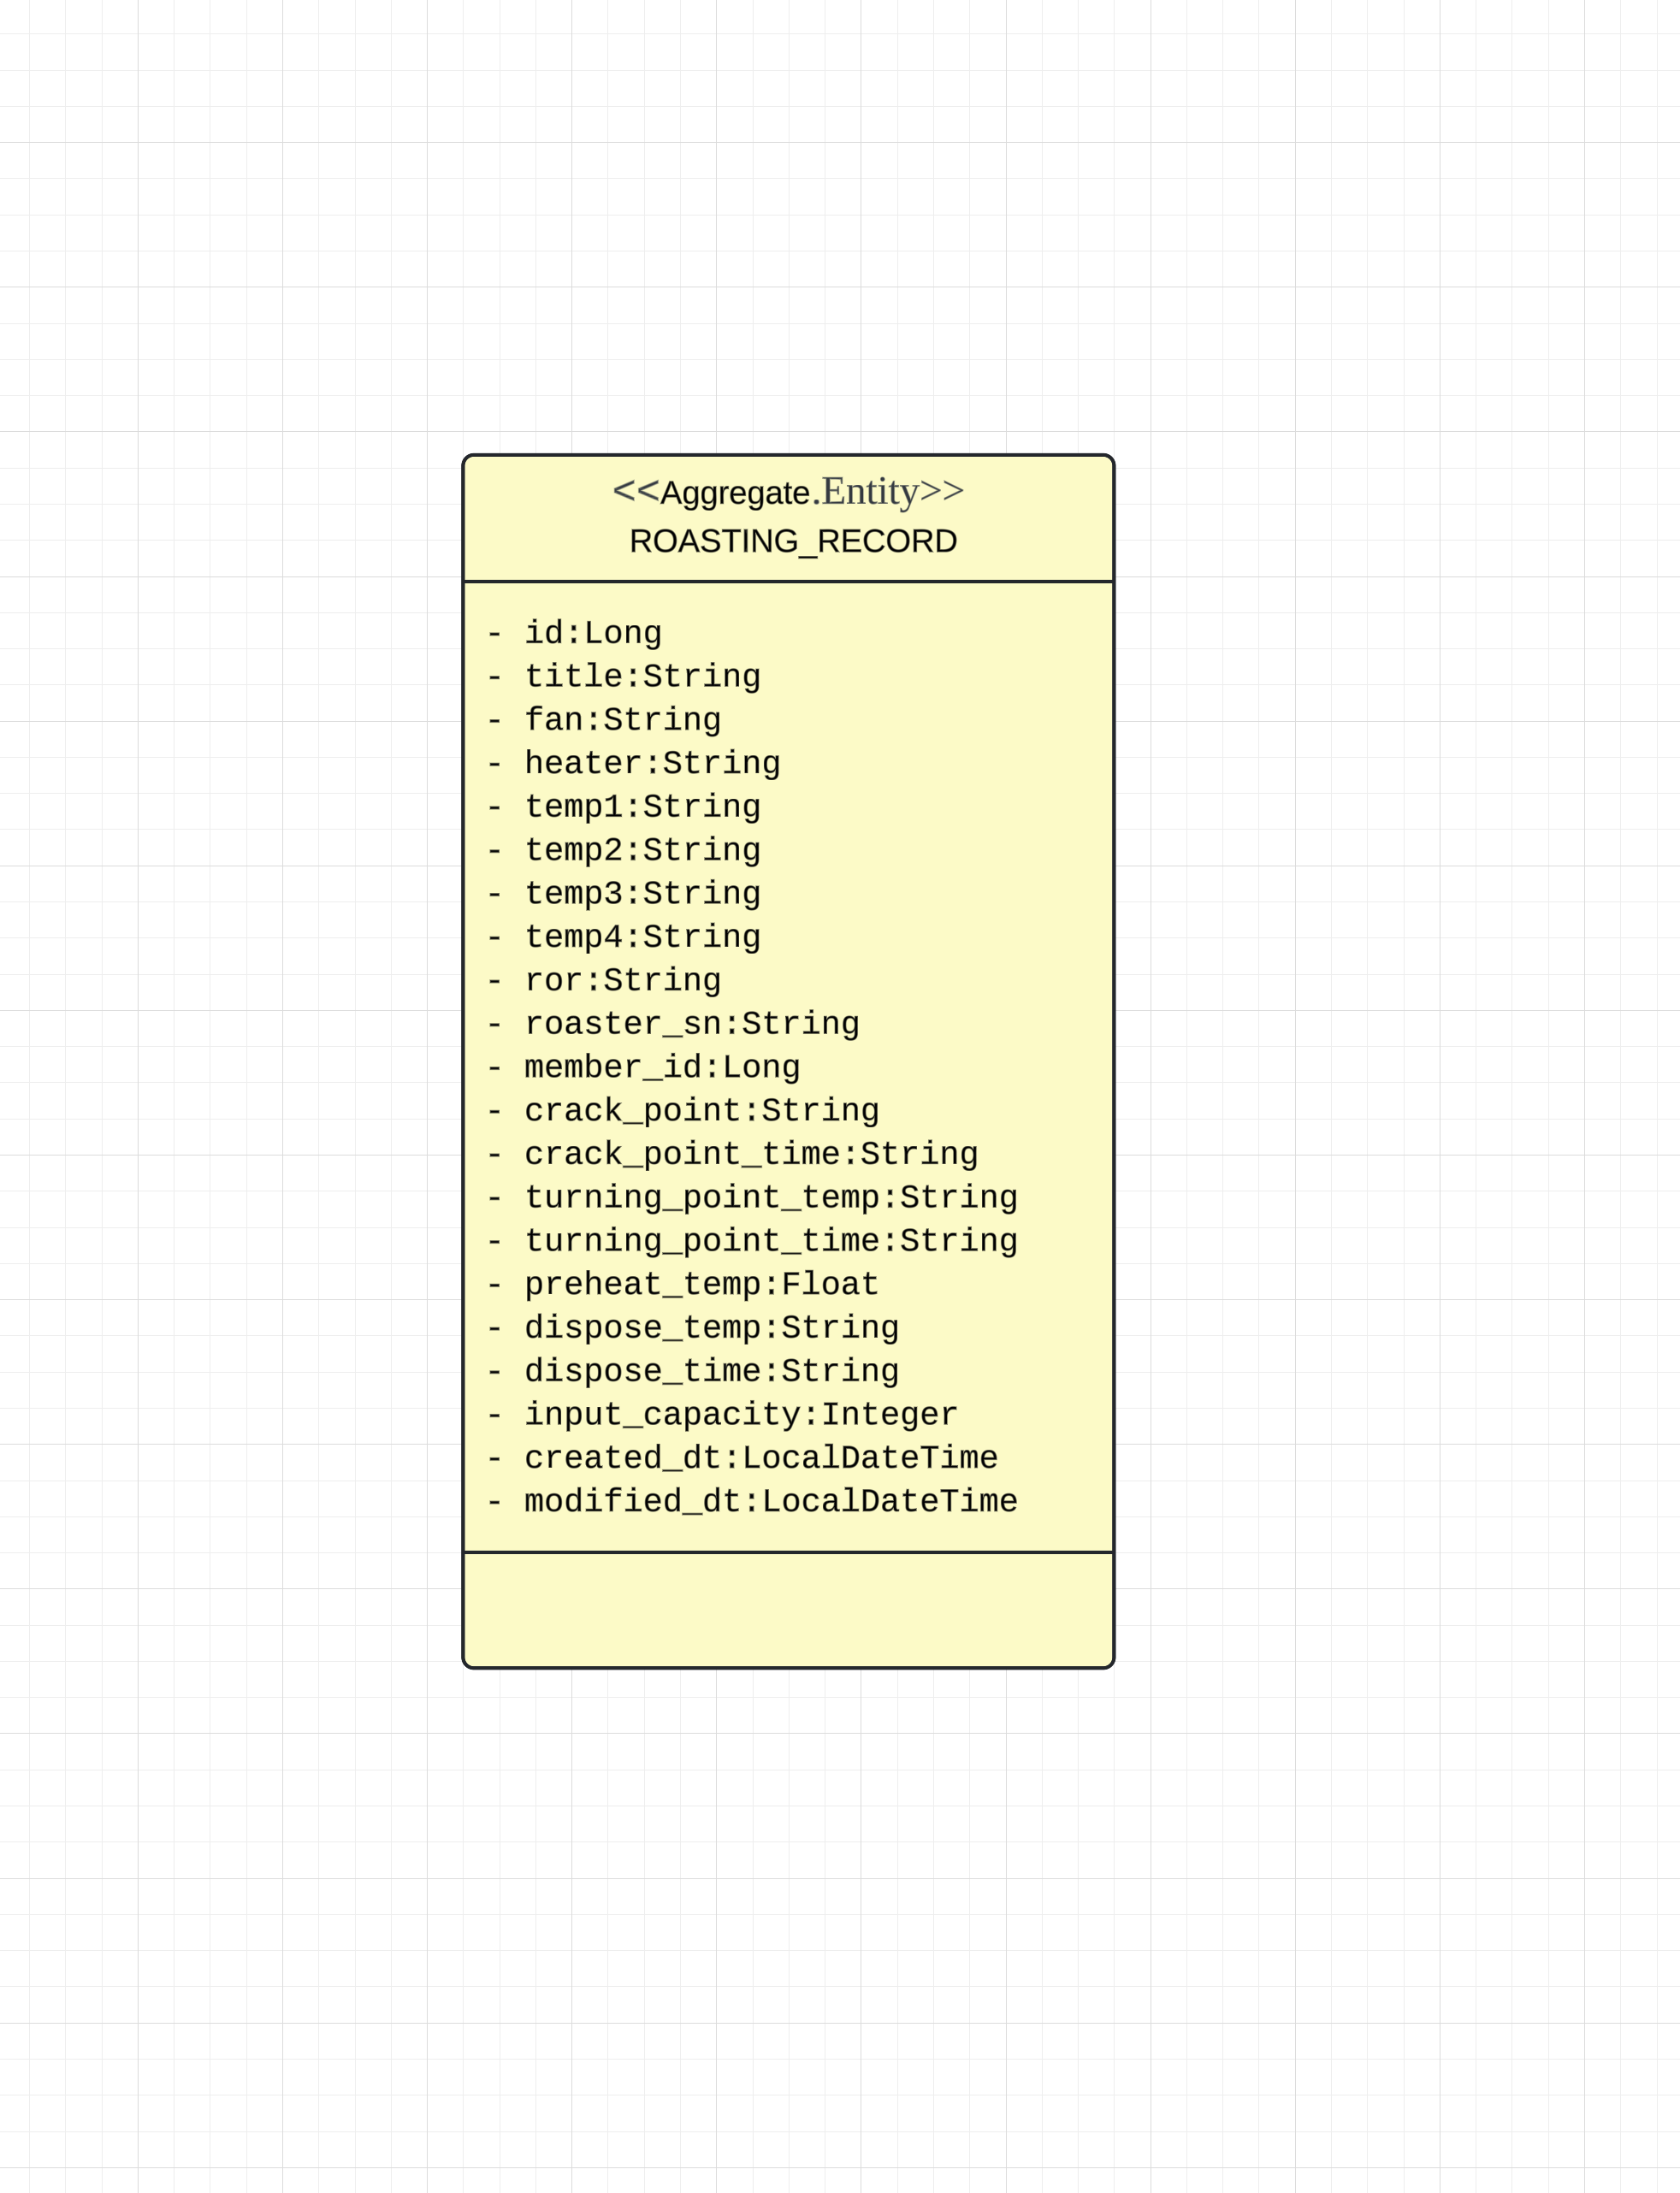 <<Aggregate.Entity>>
ROASTING_RECORD
- id:Long
- title:String
- fan:String
- heater:String
- temp1:String
- temp2:String
- temp3:String
- temp4:String
- ror:String
- roaster_sn:String
- member_id:Long
- crack_point:String
- crack_point_time:String
- turning_point_temp:String
- turning_point_time:String
- preheat_temp:Float
- dispose_temp:String
- dispose_time:String
- input_capacity:Integer
- created_dt:LocalDateTime
- modified_dt:LocalDateTime